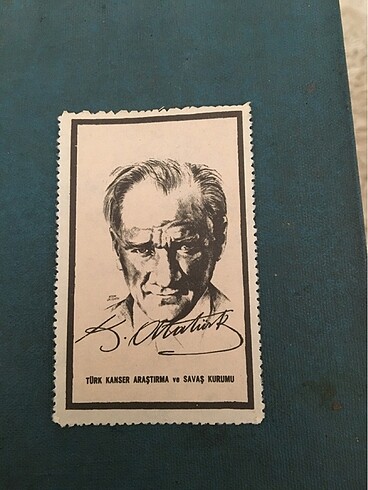 K. Atatürk
TÜRK KANSER ARAŞTIRMA ve SAVAŞ KURUMU